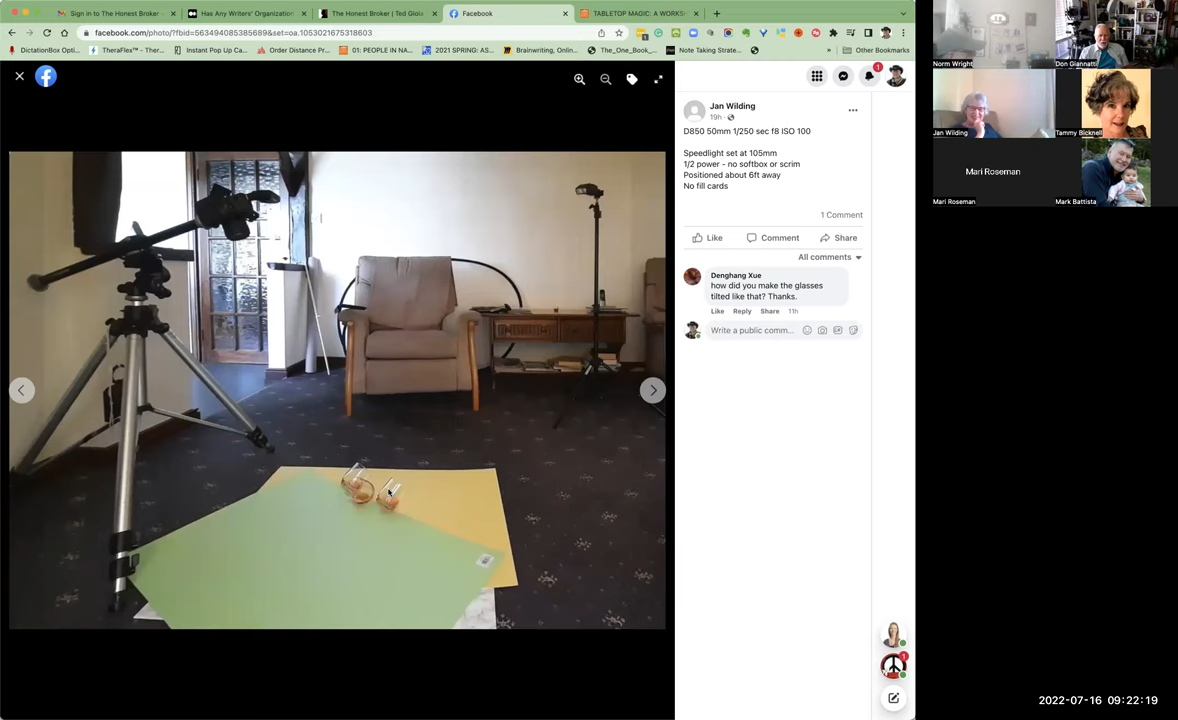 Sign in to The Honest Broker
Has Any Writers' Organization
The Honest Broker | Ted Gioia
Facebook
TABLETOP MAGIC: A WORKSH
facebook.com/photo/?fbid=563494085385689&set=oa.1053021675318603
DictationBox Opti...
TheraFlex™ - Ther...
Instant Pop Up Ca...
Order Distance Pr...
01: PEOPLE IN NA...
2021 SPRING: AS...
Brainwriting, Onlin...
The_One_Book_...
Note Taking Strate...
»
Other Bookmarks
1
Jan Wilding
19h ·
D850 50mm 1/250 sec f8 ISO 100
Speedlight set at 105mm
1/2 power - no softbox or scrim
Positioned about 6ft away
No fill cards
1 Comment
Like
Comment
Share
All comments
Denghang Xue
how did you make the glasses
tilted like that? Thanks.
Like Reply Share 11h
Write a public comm...
1
Norm Wright
Don Giannatti
Jan Wilding
Tammy Bicknell
Mari Roseman
Mari Roseman
Mark Battista
2022-07-16 09:22:19